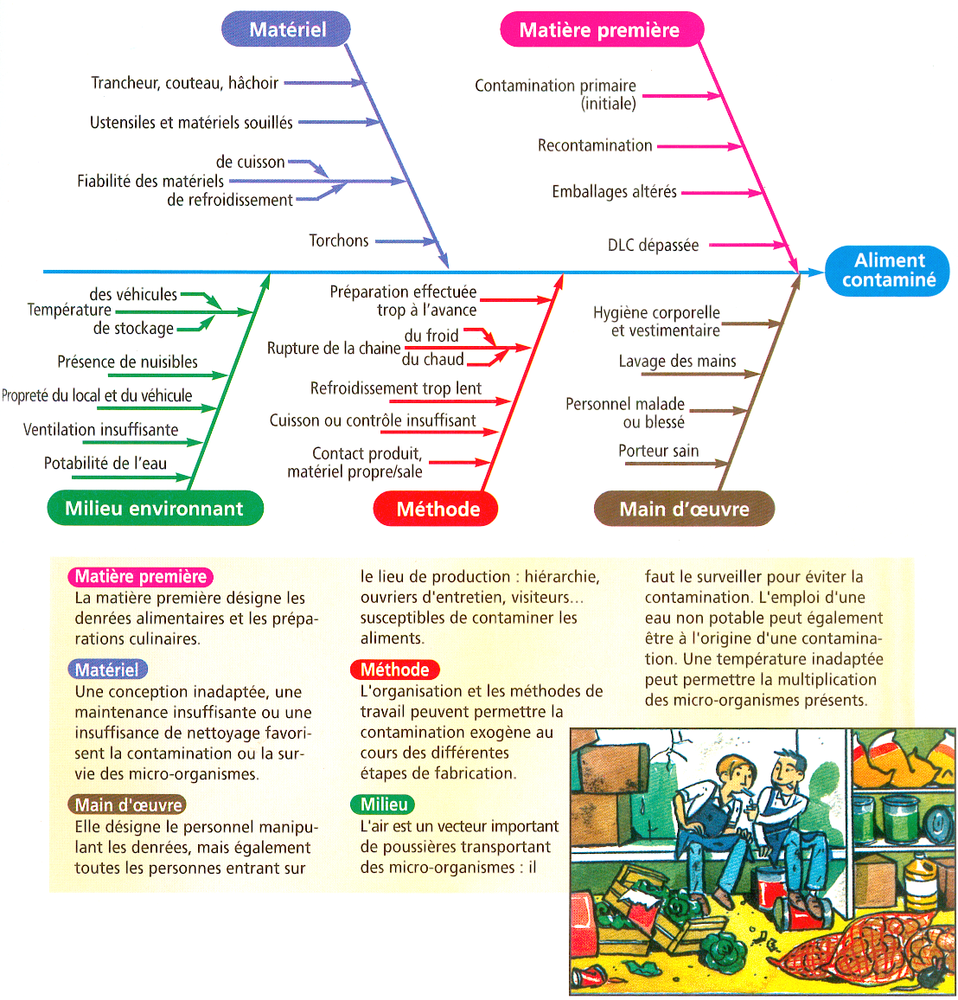 Matériel
Trancheur, couteau, hâchoir
Ustensiles et matériels souillés
de cuisson
Fiabilité des matériels
de refroidissement
Torchons
Matière première
Contamination primaire
(initiale)
Recontamination
Emballages altérés
DLC dépassée
Aliment
contaminé
des véhicules
Température
de stockage
Présence de nuisibles
Propreté du local et du véhicule
Ventilation insuffisante
Potabilité de l'eau
Milieu environnant
Préparation effectuée
trop à l'avance
du froid
Rupture de la chaine
du chaud
Refroidissement trop lent
Cuisson ou contrôle insuffisant
Contact produit,
matériel propre/sale
Méthode
Hygiène corporelle
et vestimentaire
Lavage des mains
Personnel malade
ou blessé
Porteur sain
Main d'œuvre
Matière première
La matière première désigne les
denrées alimentaires et les prépa-
rations culinaires.
Matériel
Une conception inadaptée, une
maintenance insuffisante ou une
insuffisance de nettoyage favori-
sent la contamination ou la sur-
vie des micro-organismes.
Main d'œuvre
Elle désigne le personnel manipu-
lant les denrées, mais également
toutes les personnes entrant sur
le lieu de production : hiérarchie,
ouvriers d'entretien, visiteurs...
susceptibles de contaminer les
aliments.
Méthode
L'organisation et les méthodes de
travail peuvent permettre la
contamination exogène au
cours des différentes
étapes de fabrication.
Milieu
L'air est un vecteur important
de poussières transportant
des micro-organismes : il
faut le surveiller pour éviter la
contamination. L'emploi d'une
eau non potable peut également
être à l'origine d'une contamina-
tion. Une température inadaptée
peut permettre la multiplication
des micro-organismes présents.